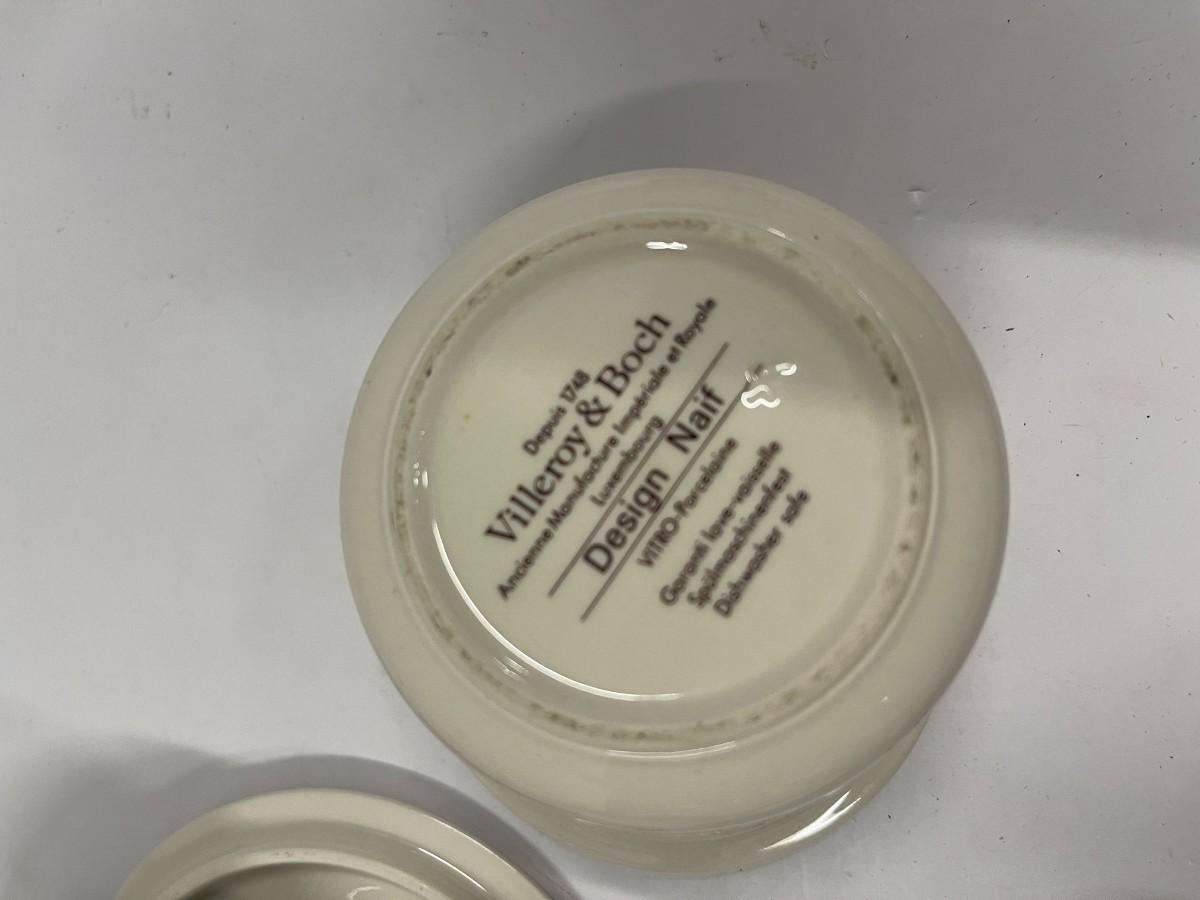 Depuis 1748
Villeroy & Boch
Ancienne Manufacture Impériale et Royale
Luxembourg
Design Naif
VITRO-Porcelaine
Garanti lave-vaisselle
Spülmaschinenfest
Dishwasher safe